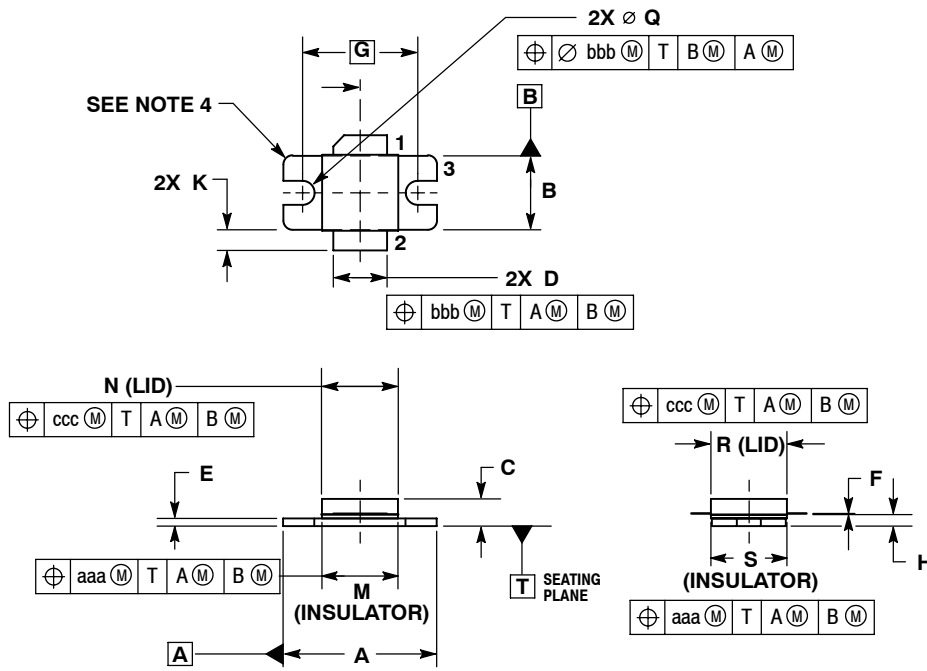 2X ⌀ Q
⌖ ⌀ bbb Ⓜ T B Ⓜ A Ⓜ
G
SEE NOTE 4
B
1
3
2X K
B
2
2X D
⌖ bbb Ⓜ T A Ⓜ B Ⓜ
N (LID)
⌖ ccc Ⓜ T A Ⓜ B Ⓜ
⌖ ccc Ⓜ T A Ⓜ B Ⓜ
R (LID)
E
C
F
H
⌖ aaa Ⓜ T A Ⓜ B Ⓜ
M
(INSULATOR)
T SEATING
PLANE
S
(INSULATOR)
⌖ aaa Ⓜ T A Ⓜ B Ⓜ
A
A